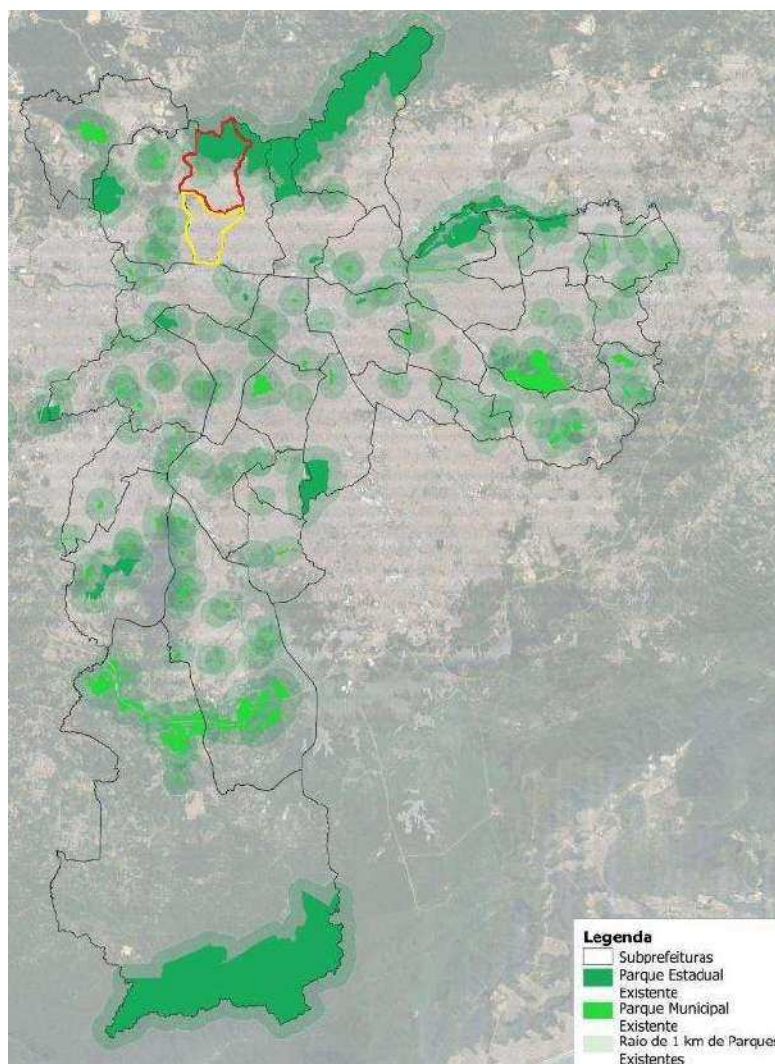 Legenda
Subprefeituras
Parque Estadual
Existente
Parque Municipal
Existente
Raio de 1 km de Parques
Existentes